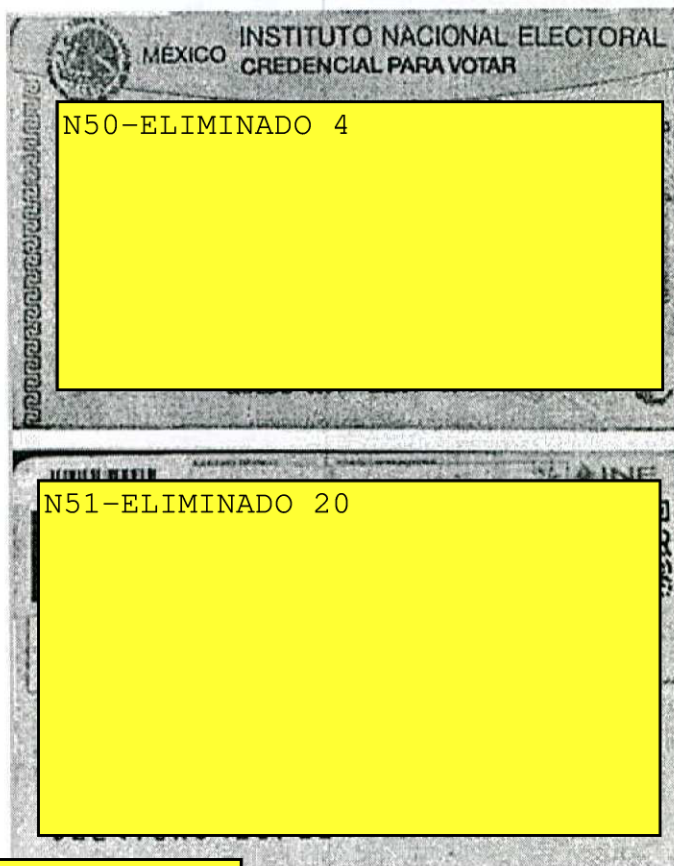 MÉXICO INSTITUTO NACIONAL ELECTORAL
CREDENCIAL PARA VOTAR
N50-ELIMINADO 4
INE
N51-ELIMINADO 20